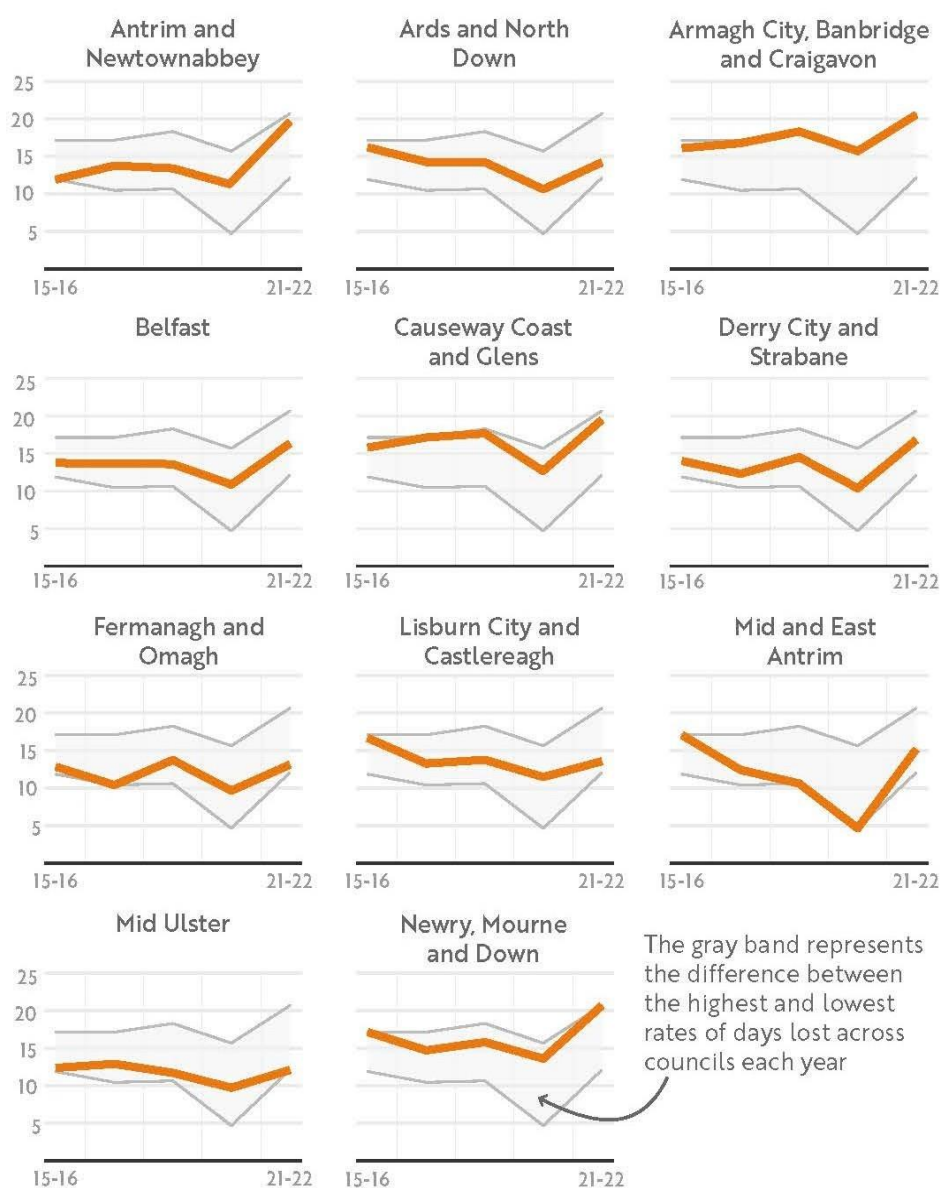 Antrim and
Newtownabbey
25
20
15
10
5
15-16
21-22
Ards and North
Down
15-16
21-22
Armagh City, Banbridge
and Craigavon
15-16
21-22
Belfast
25
20
15
10
5
15-16
21-22
Causeway Coast
and Glens
15-16
21-22
Derry City and
Strabane
15-16
21-22
Fermanagh and
Omagh
25
20
15
10
5
15-16
21-22
Lisburn City and
Castlereagh
15-16
21-22
Mid and East
Antrim
15-16
21-22
Mid Ulster
25
20
15
10
5
15-16
21-22
Newry, Mourne
and Down
15-16
21-22
The gray band represents
the difference between
the highest and lowest
rates of days lost across
councils each year